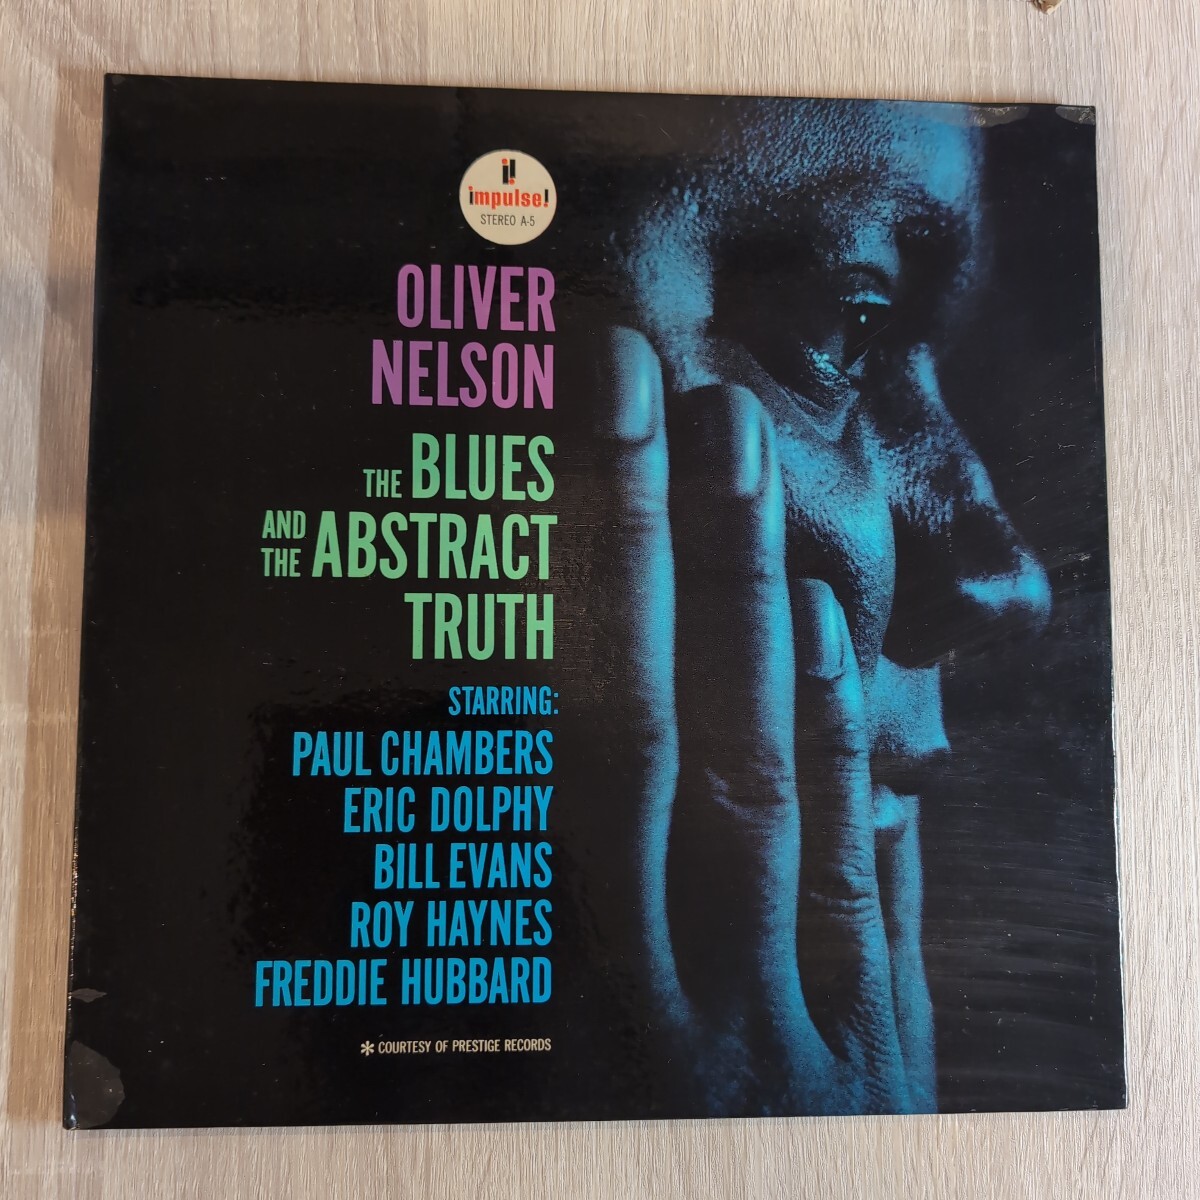 impulse!
STEREO A-5
OLIVER
NELSON
THE BLUES
AND THE ABSTRACT
TRUTH
STARRING:
PAUL CHAMBERS
ERIC DOLPHY
BILL EVANS
ROY HAYNES
FREDDIE HUBBARD
* COURTESY OF PRESTIGE RECORDS